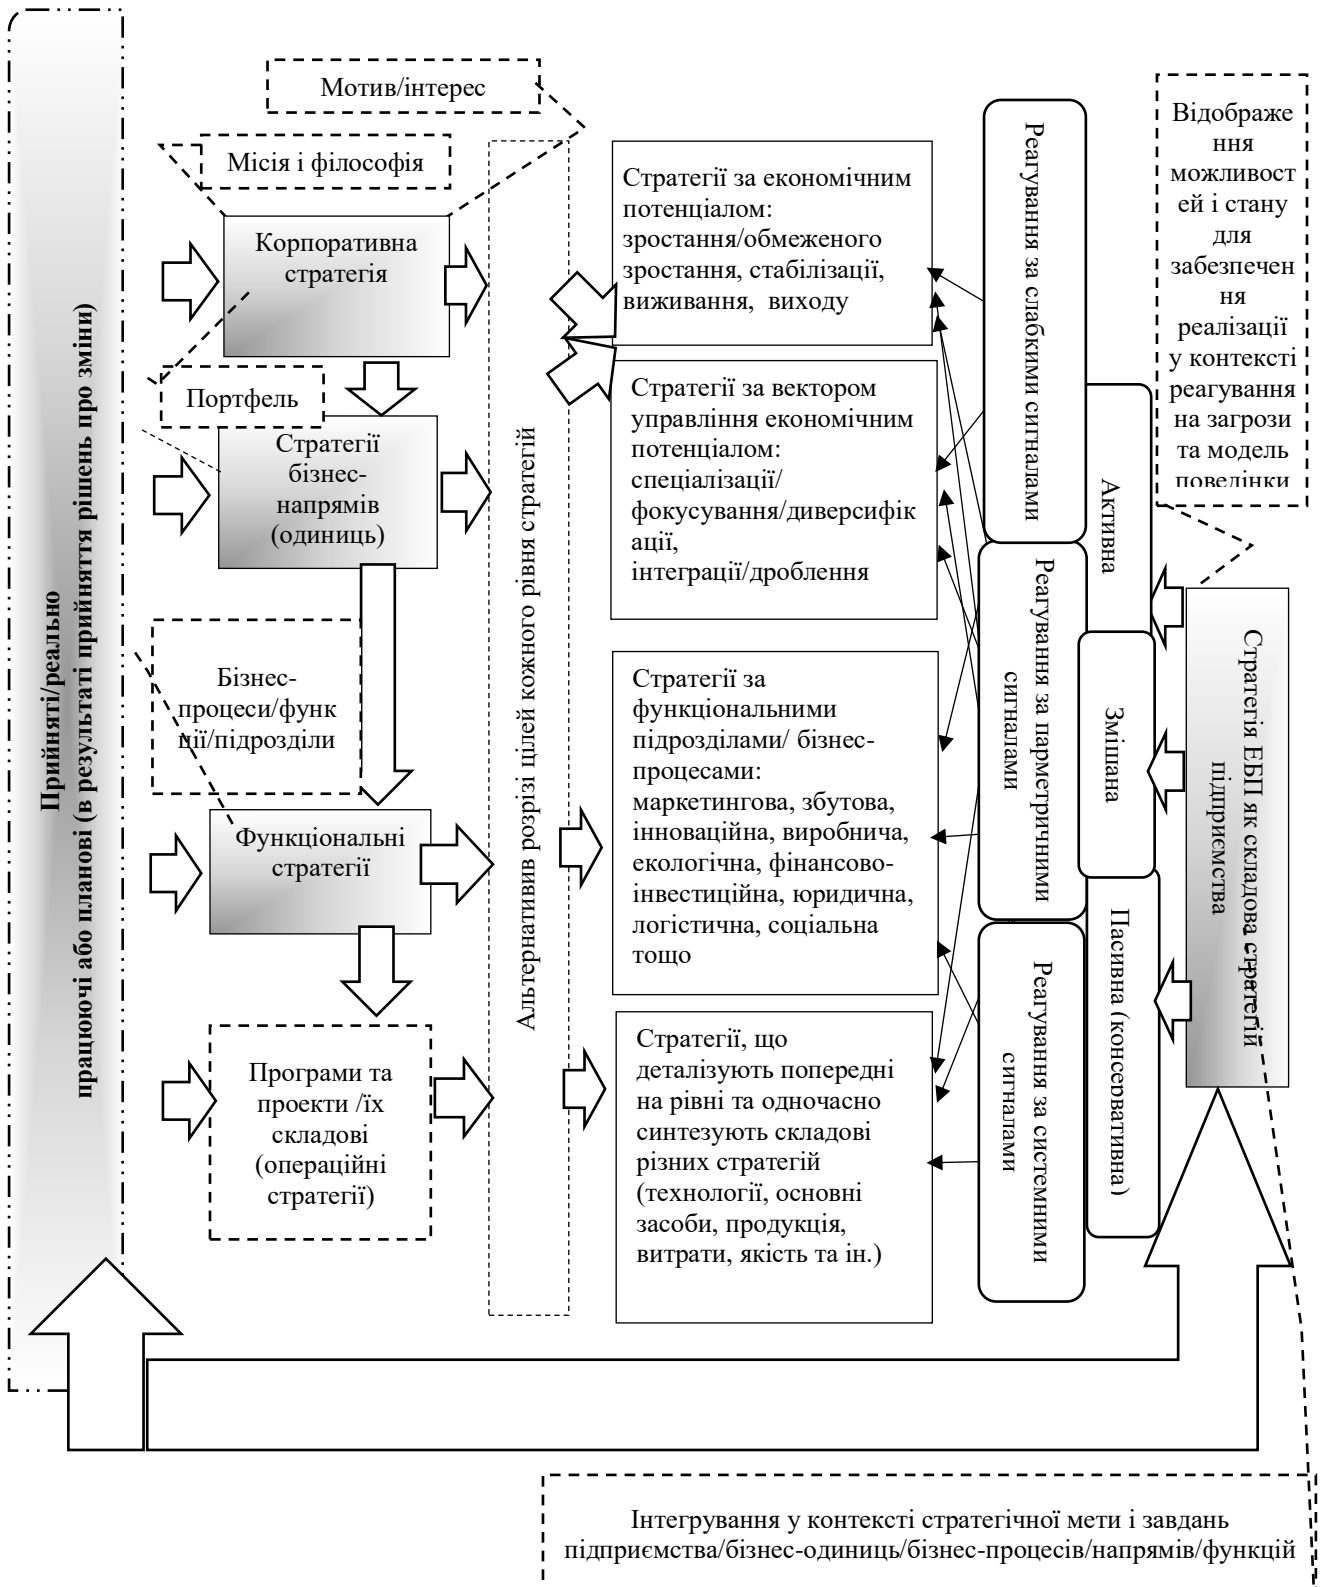 Прийняті/реально
працюючі або планові (в результаті прийняття рішень про зміни)
Мотив/інтерес
Місія і філософія
Корпоративна
стратегія
Портфель
Стратегії
бізнес-
напрямів
(одиниць)
Бізнес-
процеси/функ
ції/підрозділи
Функціональні
стратегії
Програми та
проекти /їх
складові
(операційні
стратегії)
Альтернативив розрізі цілей кожного рівня стратегій
Стратегії за економічним
потенціалом:
зростання/обмеженого
зростання, стабілізації,
виживання, виходу
Стратегії за вектором
управління економічним
потенціалом:
спеціалізації/
фокусування/диверсифік
ації,
інтеграції/дроблення
Стратегії за
функціональними
підрозділами/ бізнес-
процесами:
маркетингова, збутова,
інноваційна, виробнича,
екологічна, фінансово-
інвестиційна, юридична,
логістична, соціальна
тощо
Стратегії, що
деталізують попередні
на рівні та одночасно
синтезують складові
різних стратегій
(технології, основні
засоби, продукція,
витрати, якість та ін.)
Реагування за слабкими сигналами
Реагування за парметричними
сигналами
Реагування за системними
сигналами
Активна
Змішана
Пасивна (консервативна)
Відображе
ння
можливост
ей і стану
для
забезпечен
ня
реалізації
у контексті
реагування
на загрози
та модель
поведінки
Стратегія ЕБП як складова стратегій
підприємства
Інтегрування у контексті стратегічної мети і завдань
підприємства/бізнес-одиниць/бізнес-процесів/напрямів/функцій